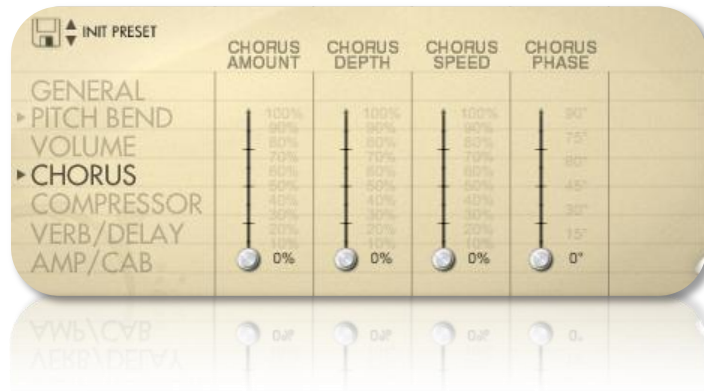 INIT PRESET
CHORUS AMOUNT CHORUS DEPTH CHORUS SPEED CHORUS PHASE
GENERAL
PITCH BEND
VOLUME
CHORUS
COMPRESSOR
VERB/DELAY
AMP/CAB
100% 100% 100% 90°
90% 90% 90%
80% 80% 80% 75°
70% 70% 70%
60% 60% 60% 60°
50% 50% 50% 45°
40% 40% 40%
30% 30% 30% 30°
20% 20% 20% 15°
10% 10% 10%
0% 0% 0% 0°